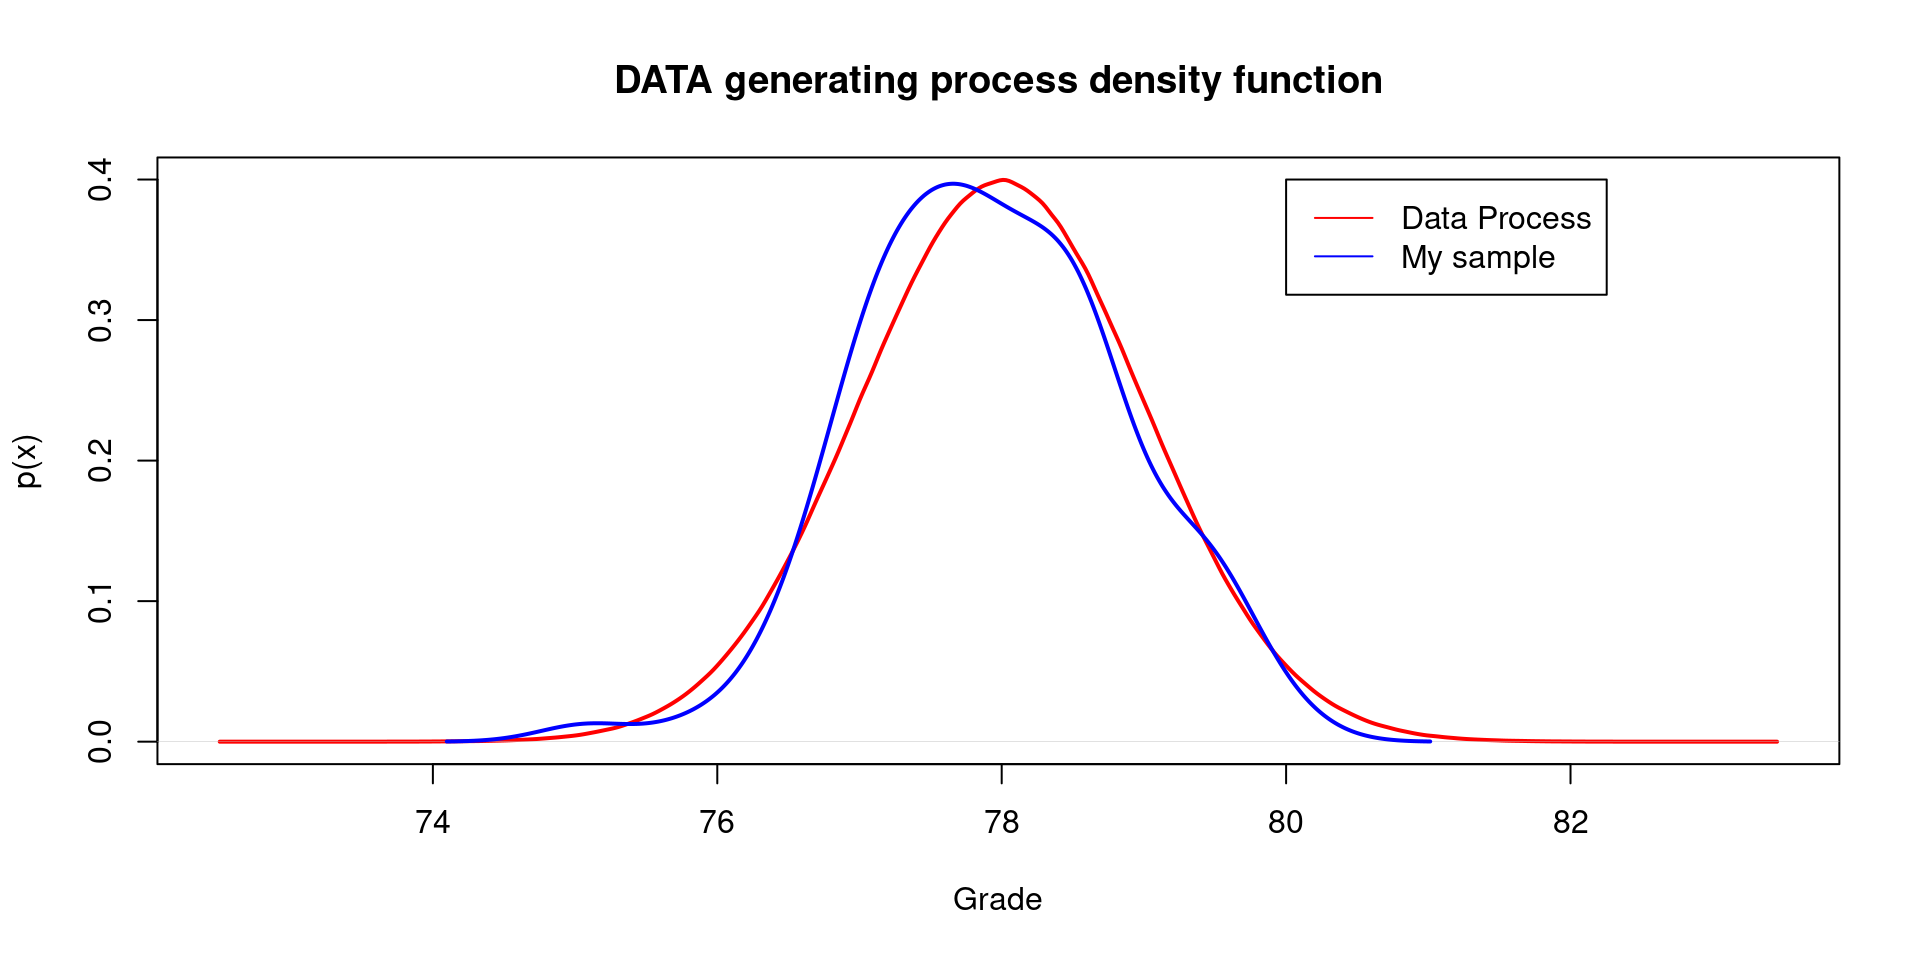 DATA generating process density function
0.4
0.3
0.2
0.1
0.0
p(x)
Data Process
My sample
74 76 78 80 82
Grade